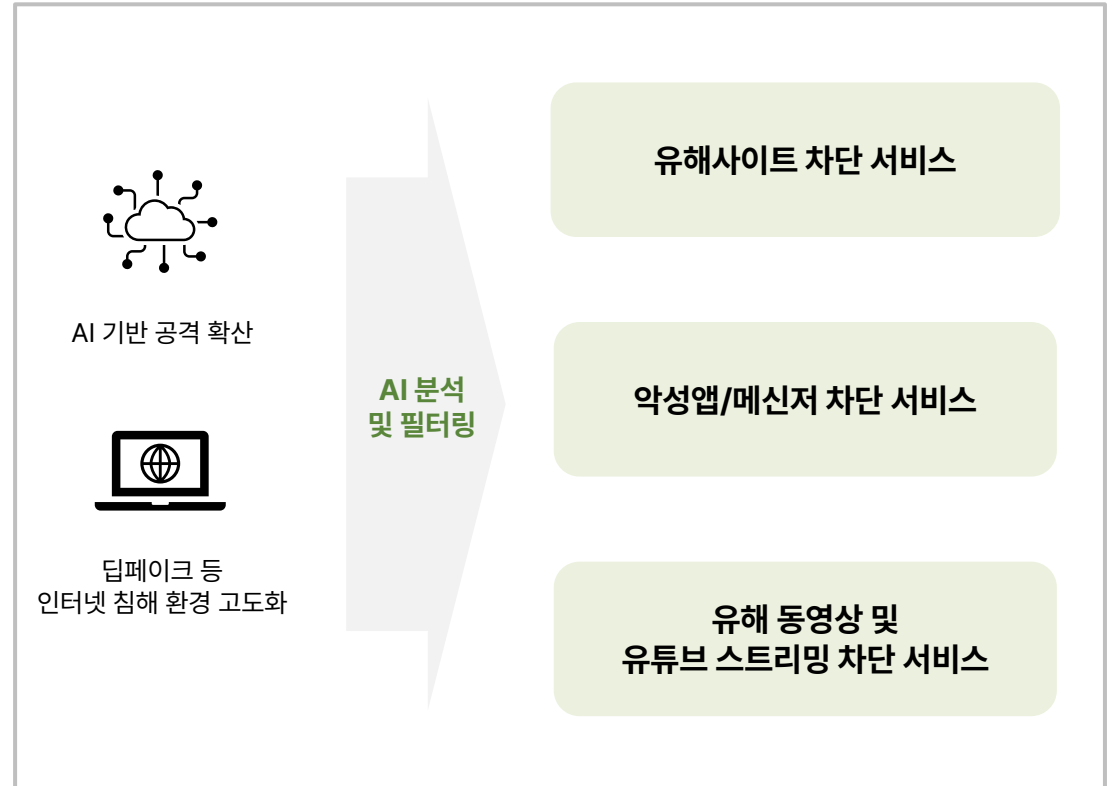 AI 기반 공격 확산
딥페이크 등
인터넷 침해 환경 고도화
AI 분석
및 필터링
유해사이트 차단 서비스
악성앱/메신저 차단 서비스
유해 동영상 및
유튜브 스트리밍 차단 서비스